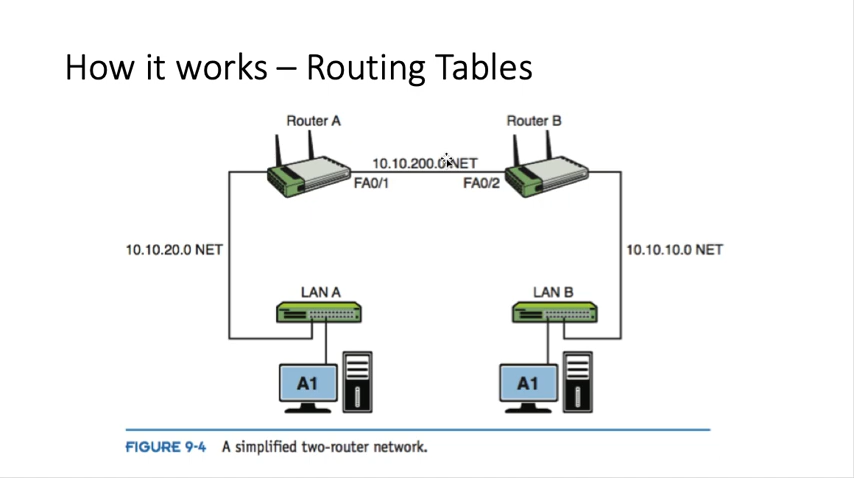 How it works – Routing Tables
Router A
Router B
10.10.200.0 NET
FA0/1
FA0/2
10.10.20.0 NET
10.10.10.0 NET
LAN A
LAN B
A1
A1
FIGURE 9-4 A simplified two-router network.